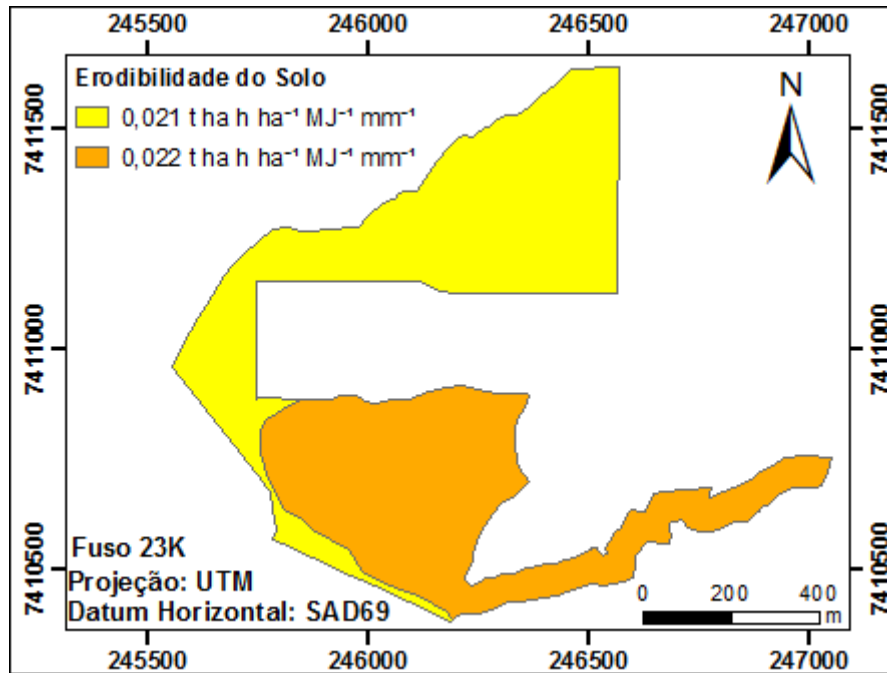 245500 246000 246500 247000
Erodibilidade do Solo
0,021 t ha h ha⁻¹ MJ⁻¹ mm⁻¹
0,022 t ha h ha⁻¹ MJ⁻¹ mm⁻¹
N
7411500 7411500
7411000 7411000
7410500 7410500
Fuso 23K
Projeção: UTM
Datum Horizontal: SAD69
0 200 400
m
245500 246000 246500 247000